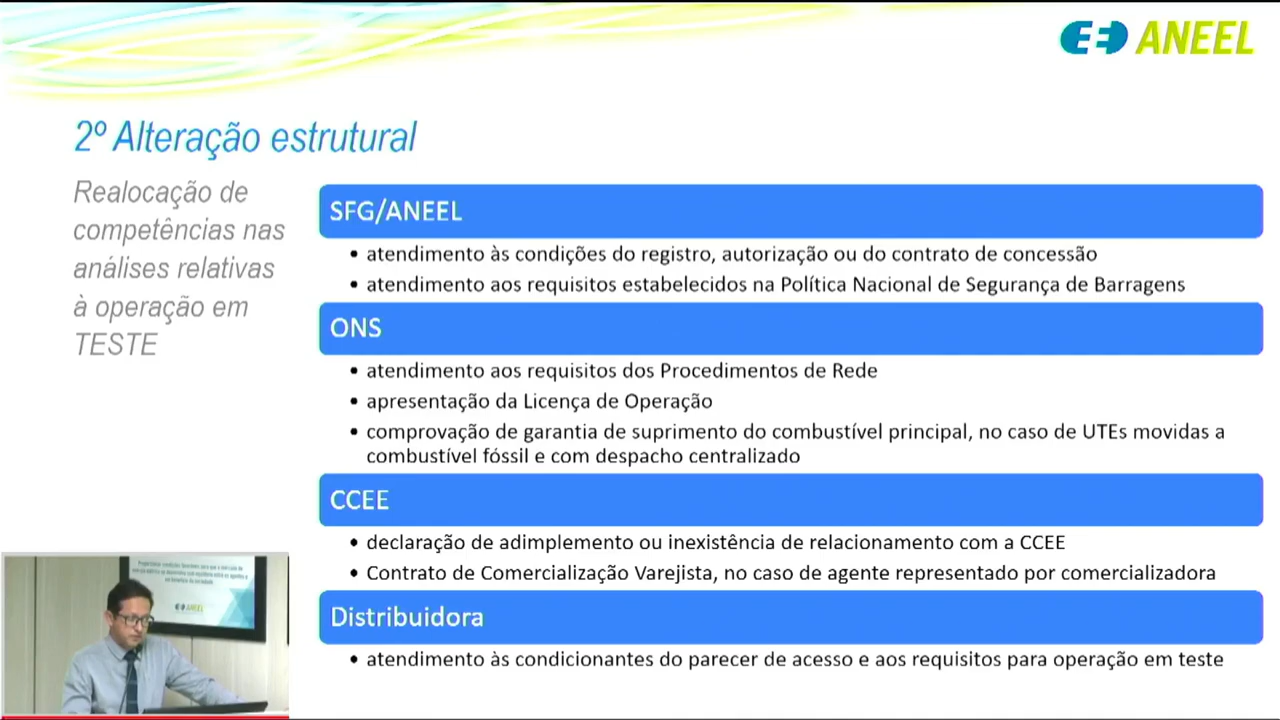 ANEEL
2º Alteração estrutural
Realocação de
competências nas
análises relativas
à operação em
TESTE
SFG/ANEEL
• atendimento às condições do registro, autorização ou do contrato de concessão
• atendimento aos requisitos estabelecidos na Política Nacional de Segurança de Barragens
ONS
• atendimento aos requisitos dos Procedimentos de Rede
• apresentação da Licença de Operação
• comprovação de garantia de suprimento do combustível principal, no caso de UTEs movidas a
combustível fóssil e com despacho centralizado
CCEE
• declaração de adimplemento ou inexistência de relacionamento com a CCEE
• Contrato de Comercialização Varejista, no caso de agente representado por comercializadora
Distribuidora
• atendimento às condicionantes do parecer de acesso e aos requisitos para operação em teste
ANEEL